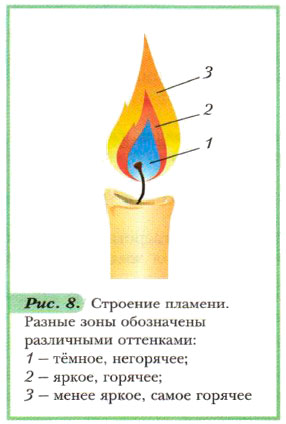 3
2
1
Рис. 8. Строение пламени.
Разные зоны обозначены
различными оттенками:
1 – тёмное, негорячее;
2 – яркое, горячее;
3 – менее яркое, самое горячее